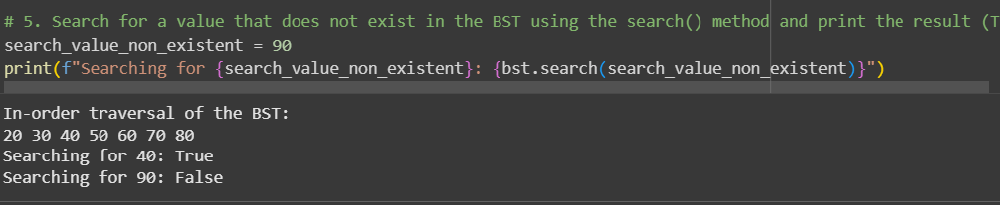 # 5. Search for a value that does not exist in the BST using the search() method and print the result (T
search_value_non_existent = 90
print(f"Searching for {search_value_non_existent}: {bst.search(search_value_non_existent)}")
In-order traversal of the BST:
20 30 40 50 60 70 80
Searching for 40: True
Searching for 90: False